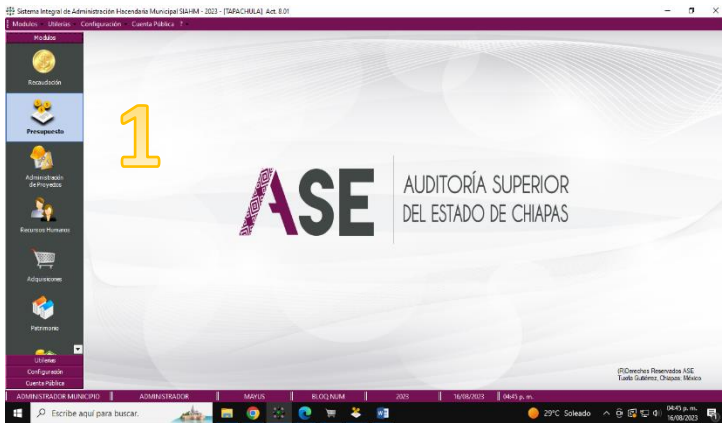 Sistema Integral de Administración Hacendaria Municipal SIAHM - 2023 - [TAPACHULA] Act. 8.01
Modulos Utilerias Configuración Cuenta Pública ?
Modulos
Recaudación
Presupuesto
1
Administración
de Proyectos
Recursos Humanos
Adquisiciones
Patrimonio
ASE
AUDITORÍA SUPERIOR
DEL ESTADO DE CHIAPAS
Utilerias
Configuración
Cuenta Pública
(R)Derechos Reservados ASE
Tuxtla Gutiérrez, Chiapas. México
ADMINISTRADOR MUNICIPIO ADMINISTRADOR MAYUS BLOQ NUM 2023 16/08/2023 04:45 p. m.
Escribe aquí para buscar.
29°C Soleado
04:45 p. m.
16/08/2023